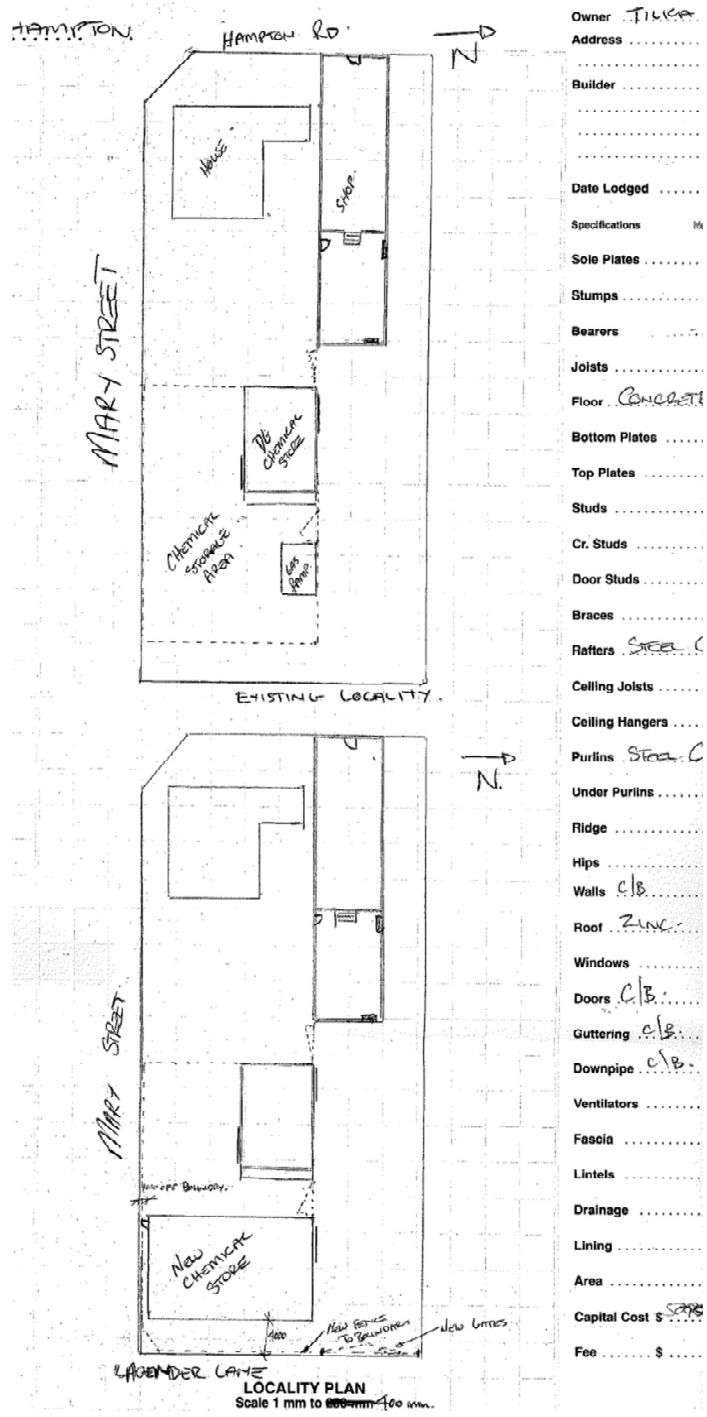 HAMPTON
HAMPTON RD
N
HOUSE
SHOP
MARY STREET
DG
CHEMICAL
STORE
CHEMICAL
STORAGE
AREA
GAS
EXISTING LOCALITY.
N
MARY STREET
BOUNDARY.
NEW
CHEMICAL
STORE
NEW FENCE
TO BOUNDARY
NEW GATES
LAVENDER LANE
LOCALITY PLAN
Scale 1 mm to 400 mm.
Owner
Address
Builder
Date Lodged
Specifications
Sole Plates
Stumps
Bearers
Joists
Floor CONCRETE
Bottom Plates
Top Plates
Studs
Cr. Studs
Door Studs
Braces
Rafters STEEL C
Ceiling Joists
Ceiling Hangers
Purlins STEEL C
Under Purlins
Ridge
Hips
Walls C/B
Roof ZINC.
Windows
Doors C/B.
Guttering C/B.
Downpipe C/B.
Ventilators
Fascia
Lintels
Drainage
Lining
Area
Capital Cost $
Fee $